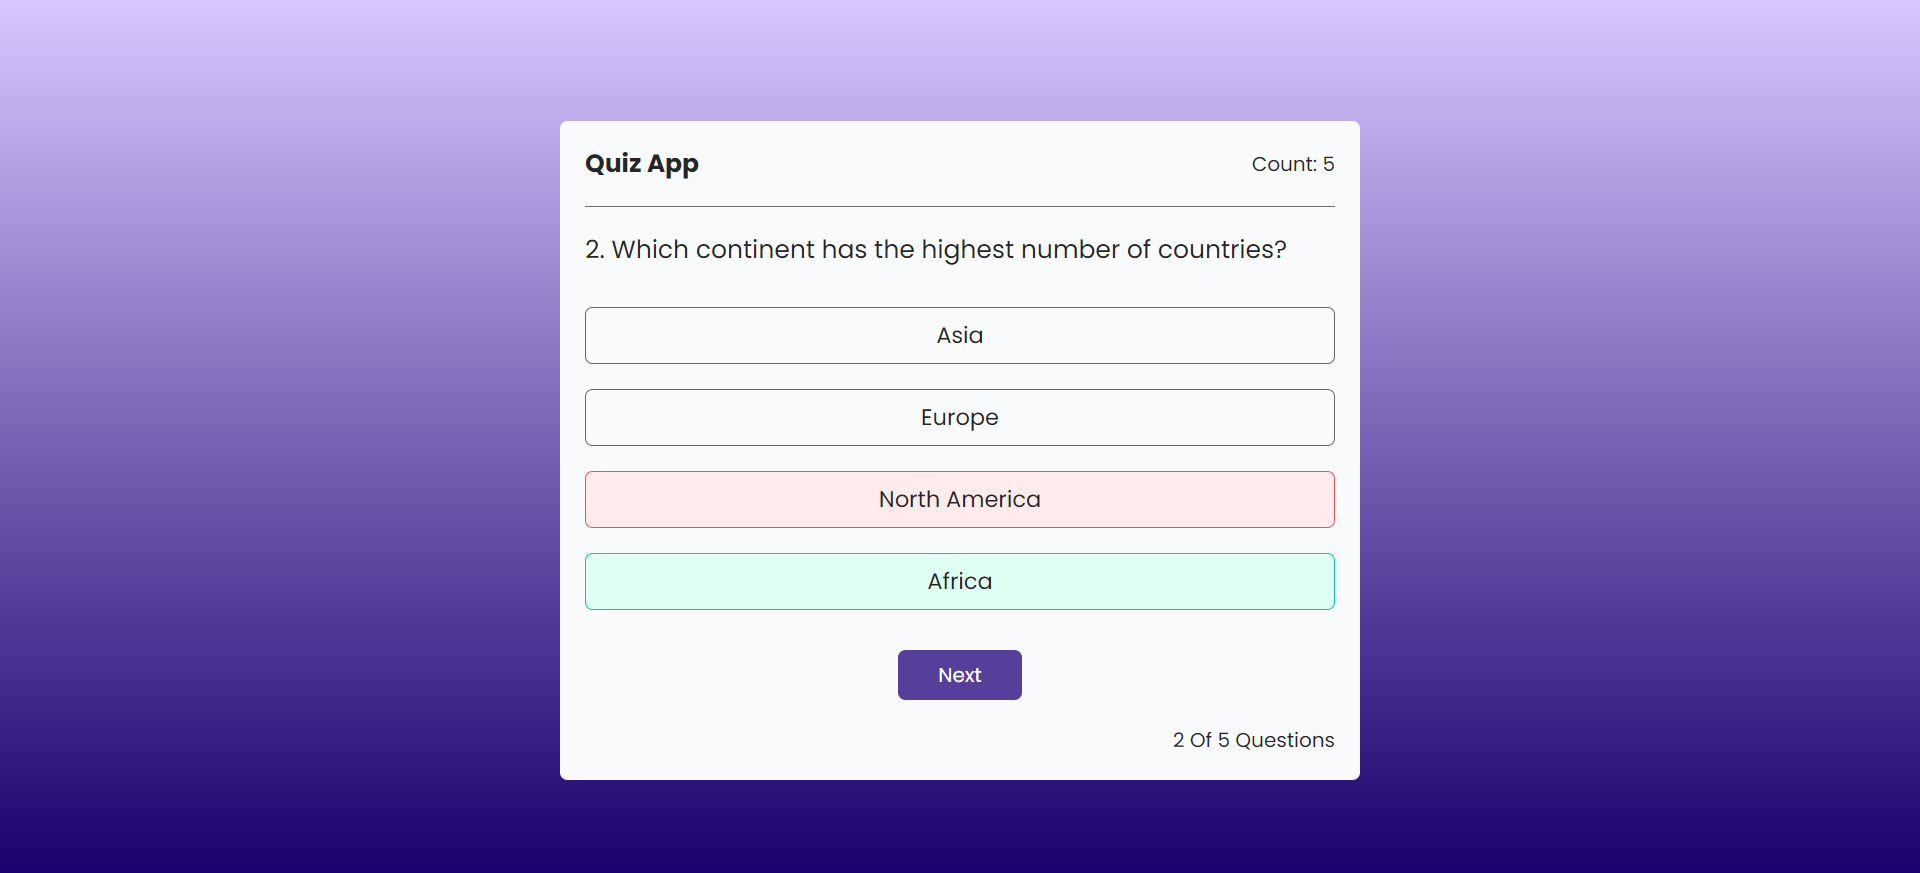 Quiz App
Count: 5
2. Which continent has the highest number of countries?
Asia
Europe
North America
Africa
Next
2 Of 5 Questions